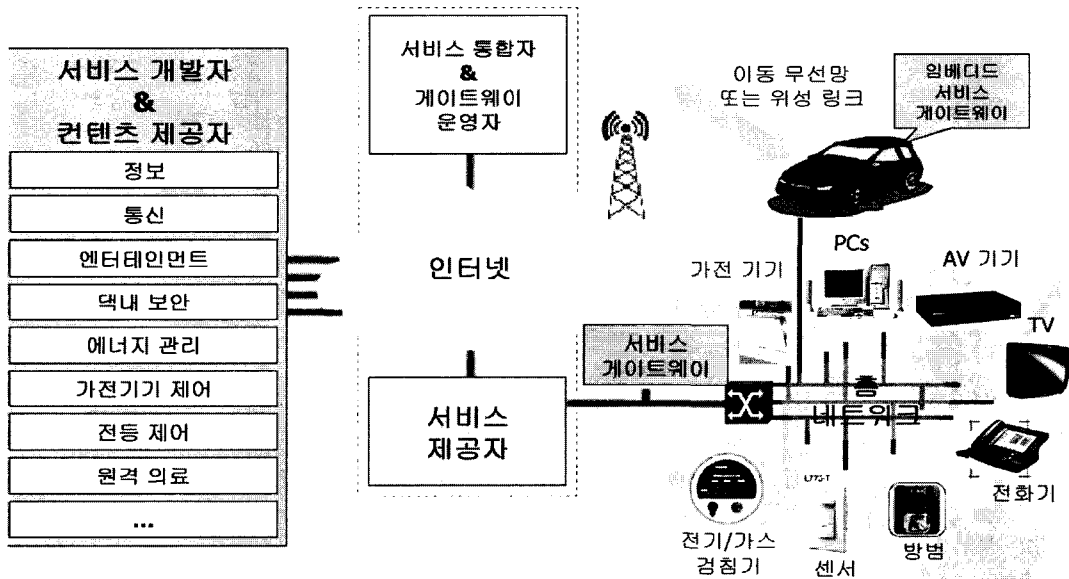 서비스 개발자
&
컨텐츠 제공자
정보
통신
엔터테인먼트
댁내 보안
에너지 관리
가전기기 제어
전등 제어
원격 의료
...
서비스 통합자
&
게이트웨이
운영자
인터넷
서비스
제공자
이동 무선망
또는 위성 링크
임베디드
서비스
게이트웨이
PCs
가전 기기
AV 기기
TV
서비스
게이트웨이
홈
네트워크
전화기
전기/가스
검침기
센서
방범